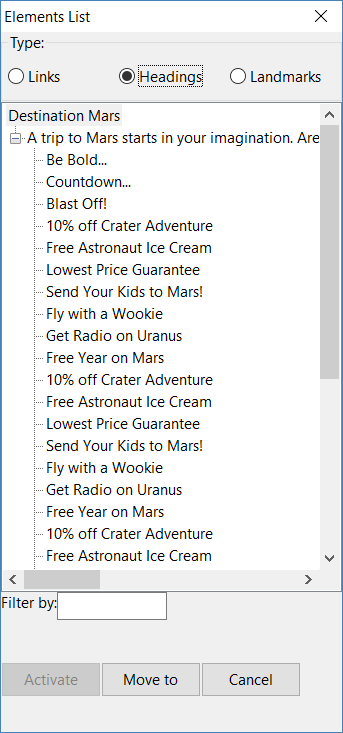 Elements List
Type:
Links Headings Landmarks
Destination Mars
A trip to Mars starts in your imagination. Are
Be Bold...
Countdown...
Blast Off!
10% off Crater Adventure
Free Astronaut Ice Cream
Lowest Price Guarantee
Send Your Kids to Mars!
Fly with a Wookie
Get Radio on Uranus
Free Year on Mars
10% off Crater Adventure
Free Astronaut Ice Cream
Lowest Price Guarantee
Send Your Kids to Mars!
Fly with a Wookie
Get Radio on Uranus
Free Year on Mars
10% off Crater Adventure
Free Astronaut Ice Cream
Filter by:
Activate Move to Cancel